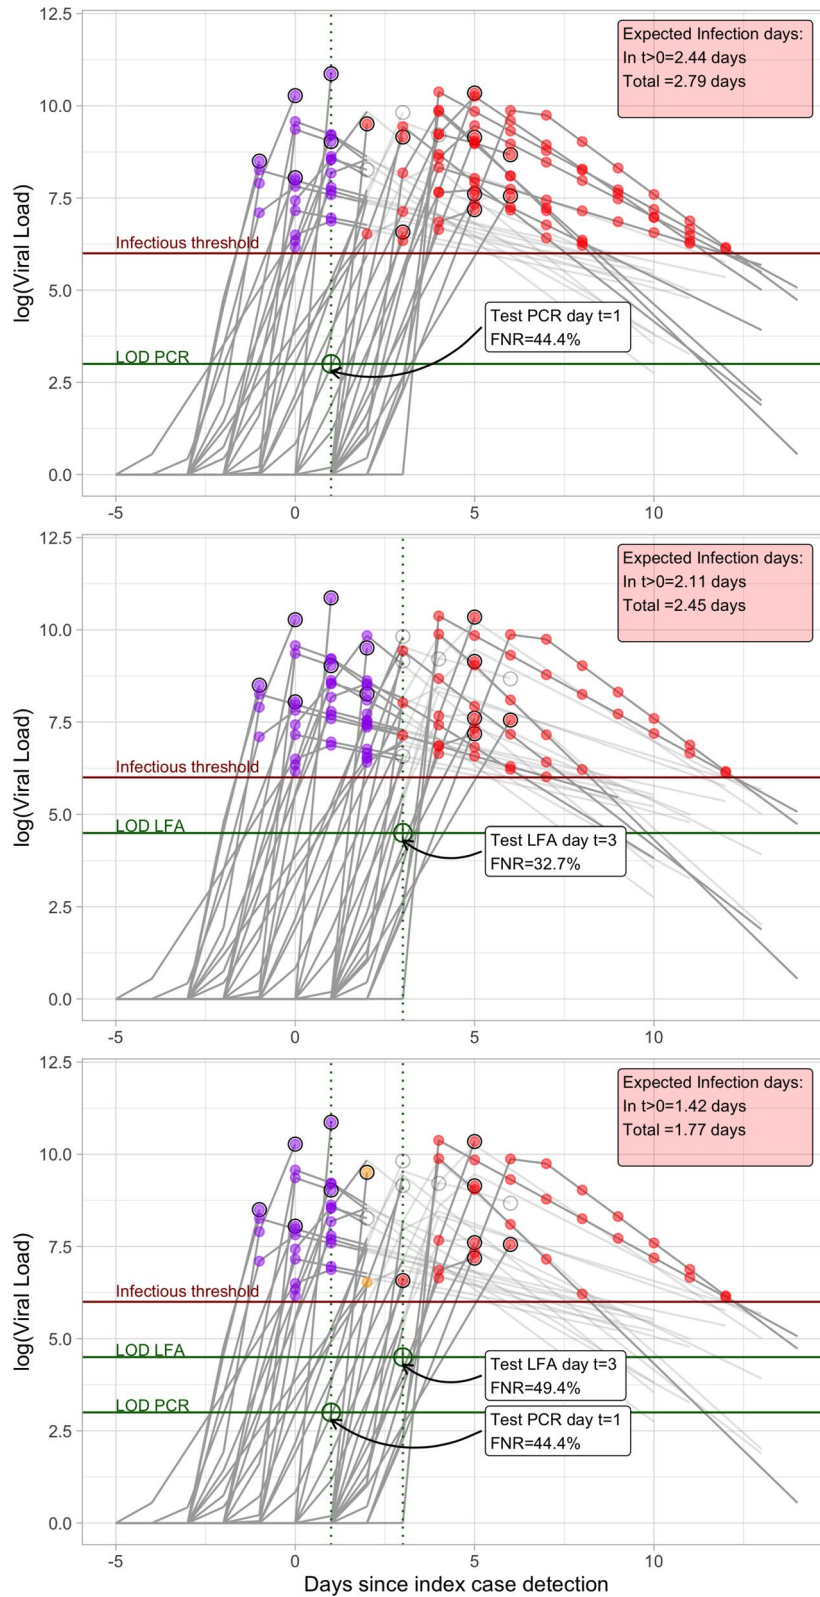 12.5
Expected Infection days:
In t>0=2.44 days
Total =2.79 days
10.0
7.5
log(Viral Load)
Infectious threshold
5.0
Test PCR day t=1
FNR=44.4%
LOD PCR
2.5
0.0
-5
0
5
10
12.5
Expected Infection days:
In t>0=2.11 days
Total =2.45 days
10.0
7.5
log(Viral Load)
Infectious threshold
5.0
LOD LFA
Test LFA day t=3
FNR=32.7%
2.5
0.0
-5
0
5
10
12.5
Expected Infection days:
In t>0=1.42 days
Total =1.77 days
10.0
7.5
log(Viral Load)
Infectious threshold
5.0
LOD LFA
Test LFA day t=3
FNR=49.4%
LOD PCR
Test PCR day t=1
FNR=44.4%
2.5
0.0
-5
0
5
10
Days since index case detection